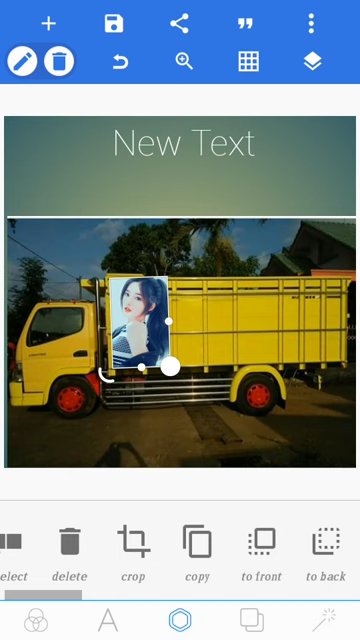 New Text
elect
delete
crop
copy
to front
to back
A